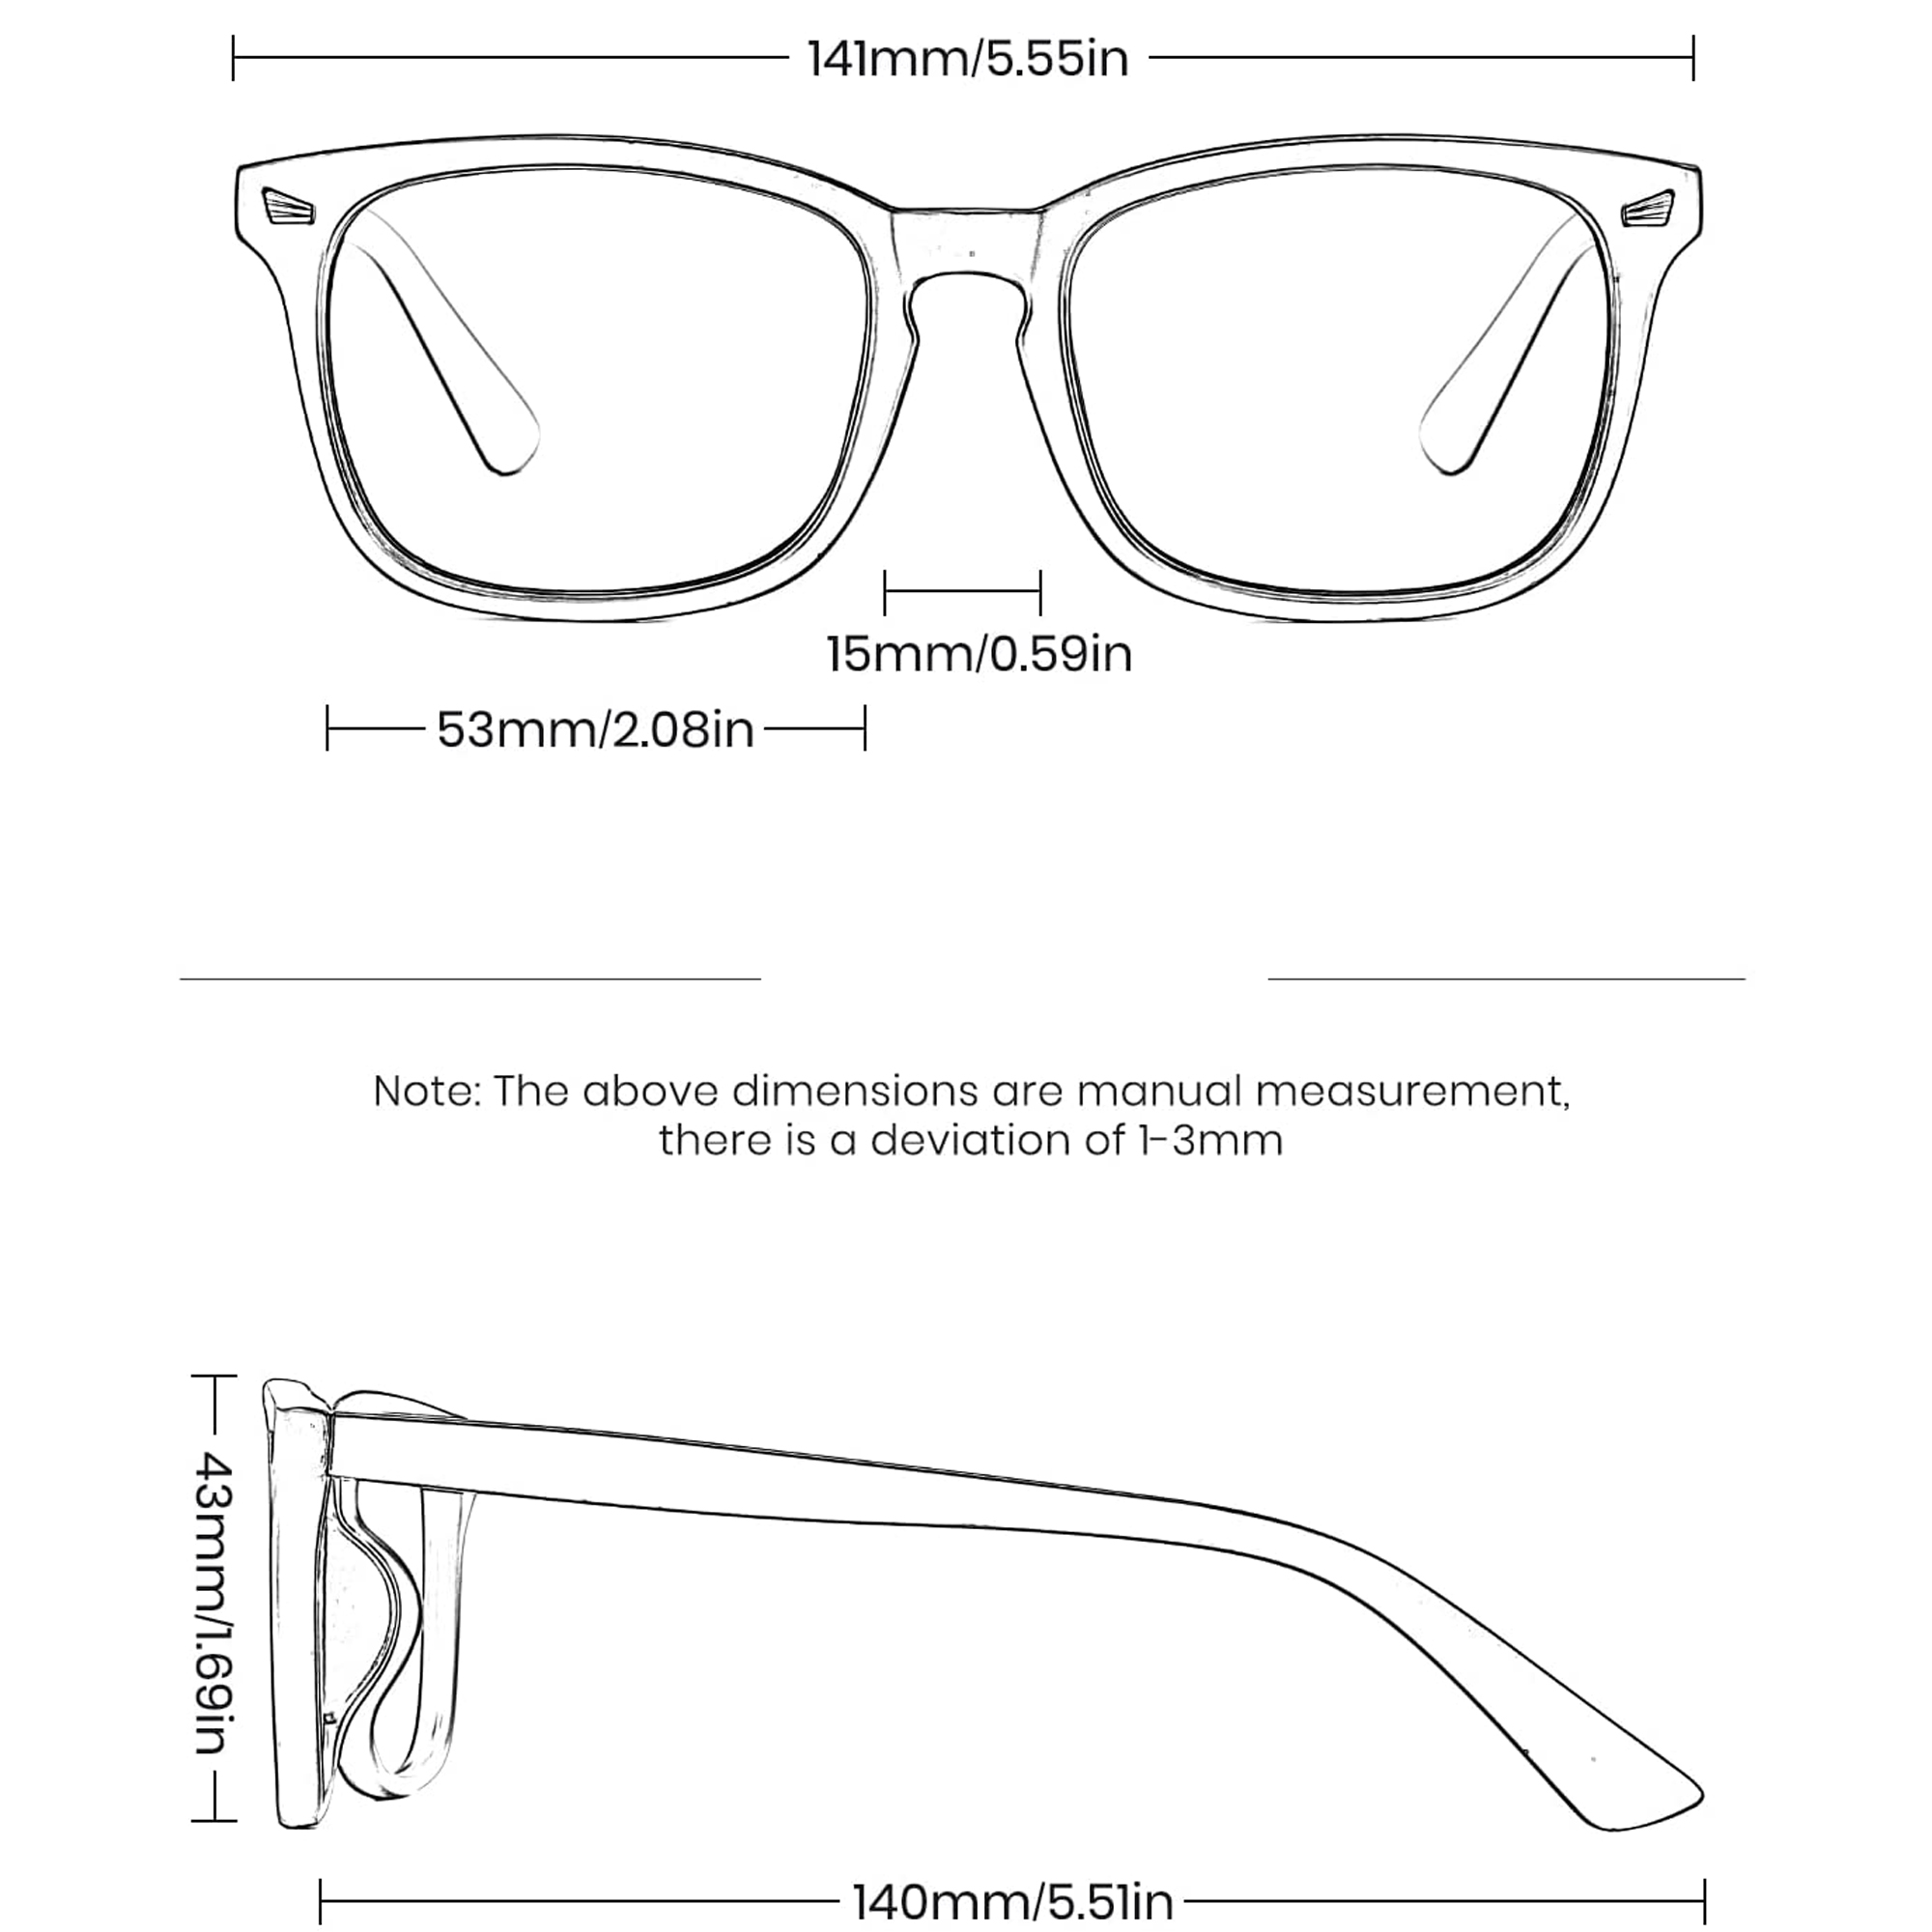 141mm/5.55in
15mm/0.59in
53mm/2.08in
Note: The above dimensions are manual measurement,
there is a deviation of 1-3mm
43mm/1.69in
140mm/5.51in